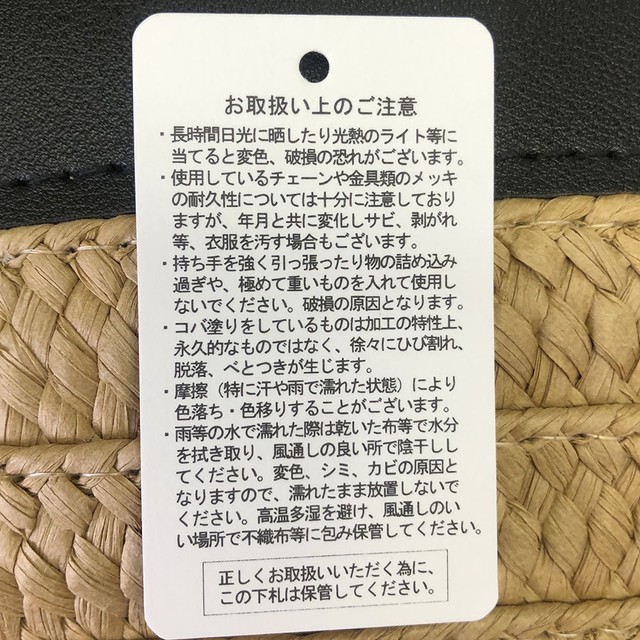 お取扱い上のご注意
・長時間日光に晒したり光熱のライト等に
当てると変色、破損の恐れがございます。
・使用しているチェーンや金具類のメッキ
の耐久性については十分に注意しており
ますが、年月と共に変化しサビ、剥がれ
等、衣服を汚す場合もございます。
・持ち手を強く引っ張ったり物の詰め込み
過ぎや、極めて重いものを入れて使用し
ないでください。破損の原因となります。
・コバ塗りをしているものは加工の特性上、
永久的なものではなく、徐々にひび割れ、
脱落、べとつきが生じます。
・摩擦（特に汗や雨で濡れた状態）により
色落ち・色移りすることがございます。
・雨等の水で濡れた際は乾いた布等で水分
を拭き取り、風通しの良い所で陰干し
してください。変色、シミ、カビの原因と
なりますので、濡れたまま放置しないで
ください。高温多湿を避け、風通しのい
い場所で不織布等に包み保管してください。
正しくお取扱いいただく為に、
この下札は保管してください。